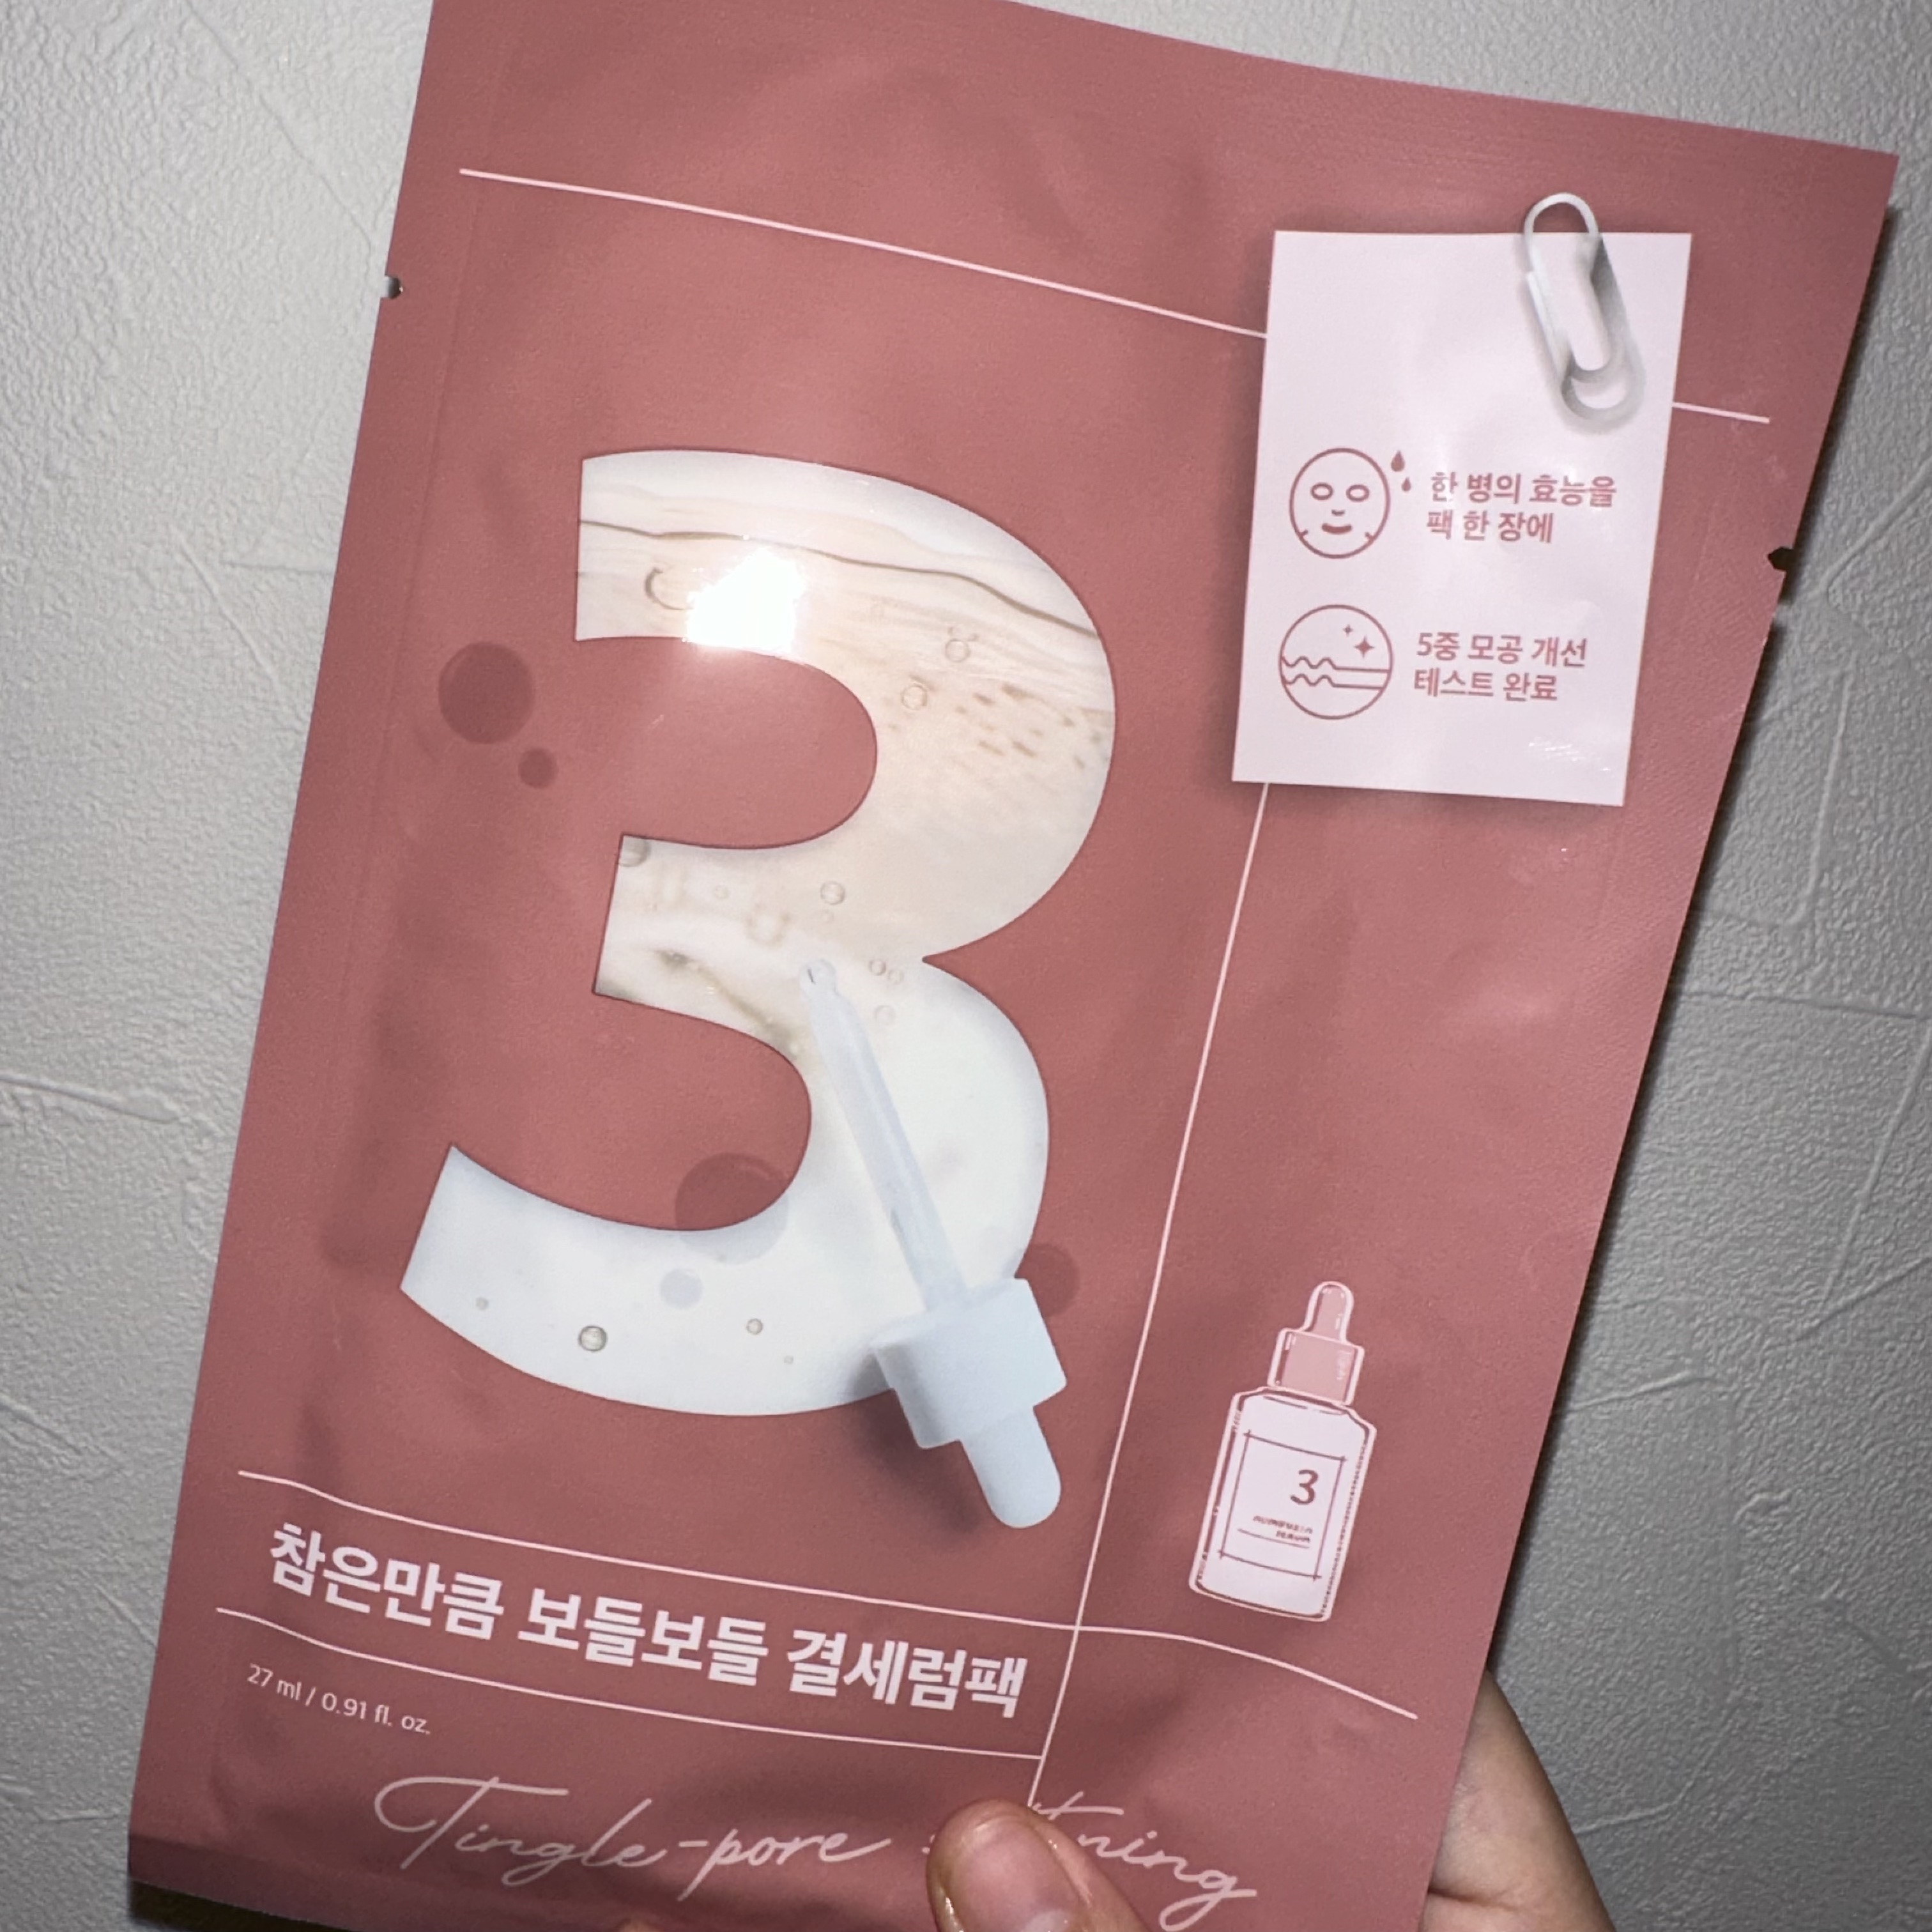 3
한 병의 효능을
팩 한 장에
5중 모공 개선
테스트 완료
3
참은만큼 보들보들 결세럼팩
27 ml / 0.91 fl. oz.
Tingle-pore